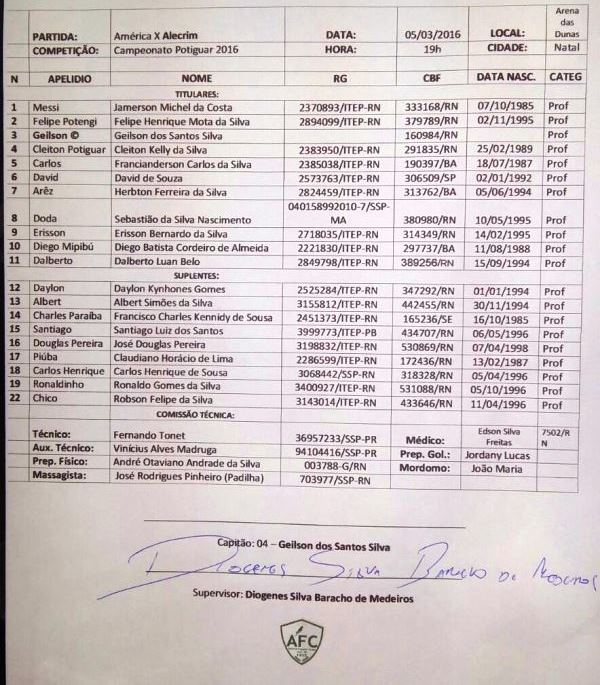 PARTIDA: América X Alecrim DATA: 05/03/2016 LOCAL: Arena das Dunas
COMPETIÇÃO: Campeonato Potiguar 2016 HORA: 19h CIDADE: Natal
N APELIDIO NOME RG CBF DATA NASC. CATEG
TITULARES:
1 Messi Jamerson Michel da Costa 2370893/ITEP-RN 333168/RN 07/10/1985 Prof
2 Felipe Potengi Felipe Henrique Mota da Silva 2894099/ITEP-RN 379789/RN 02/11/1995 Prof
3 Geilson © Geilson dos Santos Silva 160984/RN Prof
4 Cleiton Potiguar Cleiton Kelly da Silva 2383950/ITEP-RN 291835/RN 25/02/1989 Prof
5 Carlos Francianderson Carlos da Silva 2385038/ITEP-RN 190397/BA 18/07/1987 Prof
6 David David de Souza 2573763/ITEP-RN 306509/SP 02/01/1992 Prof
7 Arêz Herbton Ferreira da Silva 2824459/ITEP-RN 313762/BA 05/06/1994 Prof
8 Doda Sebastião da Silva Nascimento 040158992010-7/SSP-MA 380980/RN 10/05/1995 Prof
9 Erisson Erisson Bernardo da Silva 2718035/ITEP-RN 314349/RN 14/02/1995 Prof
10 Diego Mipibú Diego Batista Cordeiro de Almeida 2221830/ITEP-RN 297737/BA 11/08/1988 Prof
11 Dalberto Dalberto Luan Belo 2849798/ITEP-RN 389256/RN 15/09/1994 Prof
SUPLENTES:
12 Daylon Daylon Kynhones Gomes 2525284/ITEP-RN 347292/RN 01/01/1994 Prof
13 Albert Albert Simões da Silva 3155812/ITEP-RN 442455/RN 30/11/1994 Prof
14 Charles Paraíba Francisco Charles Kennidy de Sousa 2451373/ITEP-RN 165236/SE 16/10/1985 Prof
15 Santiago Santiago Luiz dos Santos 3999773/ITEP-PB 434707/RN 06/05/1996 Prof
16 Douglas Pereira José Douglas Pereira 3198832/ITEP-RN 530869/RN 07/04/1998 Prof
17 Piúba Claudiano Horácio de Lima 2286599/ITEP-RN 172436/RN 13/02/1987 Prof
18 Carlos Henrique Carlos Henrique de Sousa 3068442/SSP-RN 318328/RN 05/04/1996 Prof
19 Ronaldinho Ronaldo Gomes da Silva 3400927/ITEP-RN 531088/RN 05/10/1996 Prof
22 Chico Robson Felipe da Silva 3143014/ITEP-RN 433646/RN 11/04/1996 Prof
COMISSÃO TÉCNICA:
Técnico: Fernando Tonet 36957233/SSP-PR Médico: Edson Silva Freitas 7502/RN
Aux. Técnico: Vinícius Alves Madruga 94104416/SSP-PR Prep. Gol.: Jordany Lucas
Prep. Físico: André Otaviano Andrade da Silva 003788-G/RN Mordomo: João Maria
Massagista: José Rodrigues Pinheiro (Padilha) 703977/SSP-RN
Capitão: 04 – Geilson dos Santos Silva
Diogenes Silva Baracho de Medeiros
Supervisor: Diogenes Silva Baracho de Medeiros
AFC